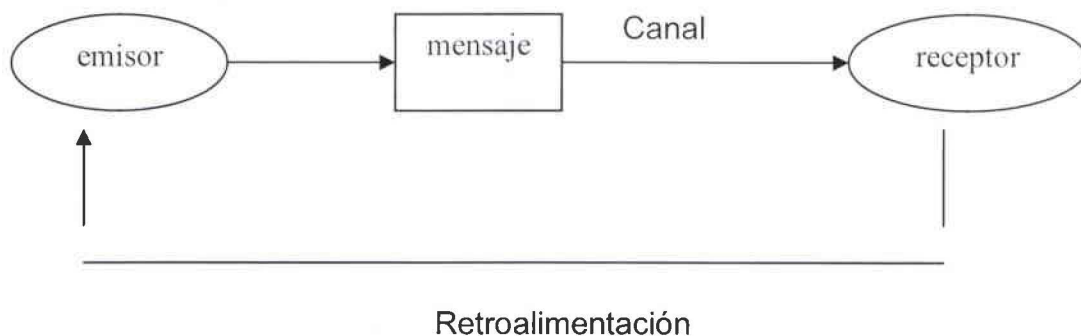 emisor
mensaje
Canal
receptor
Retroalimentación